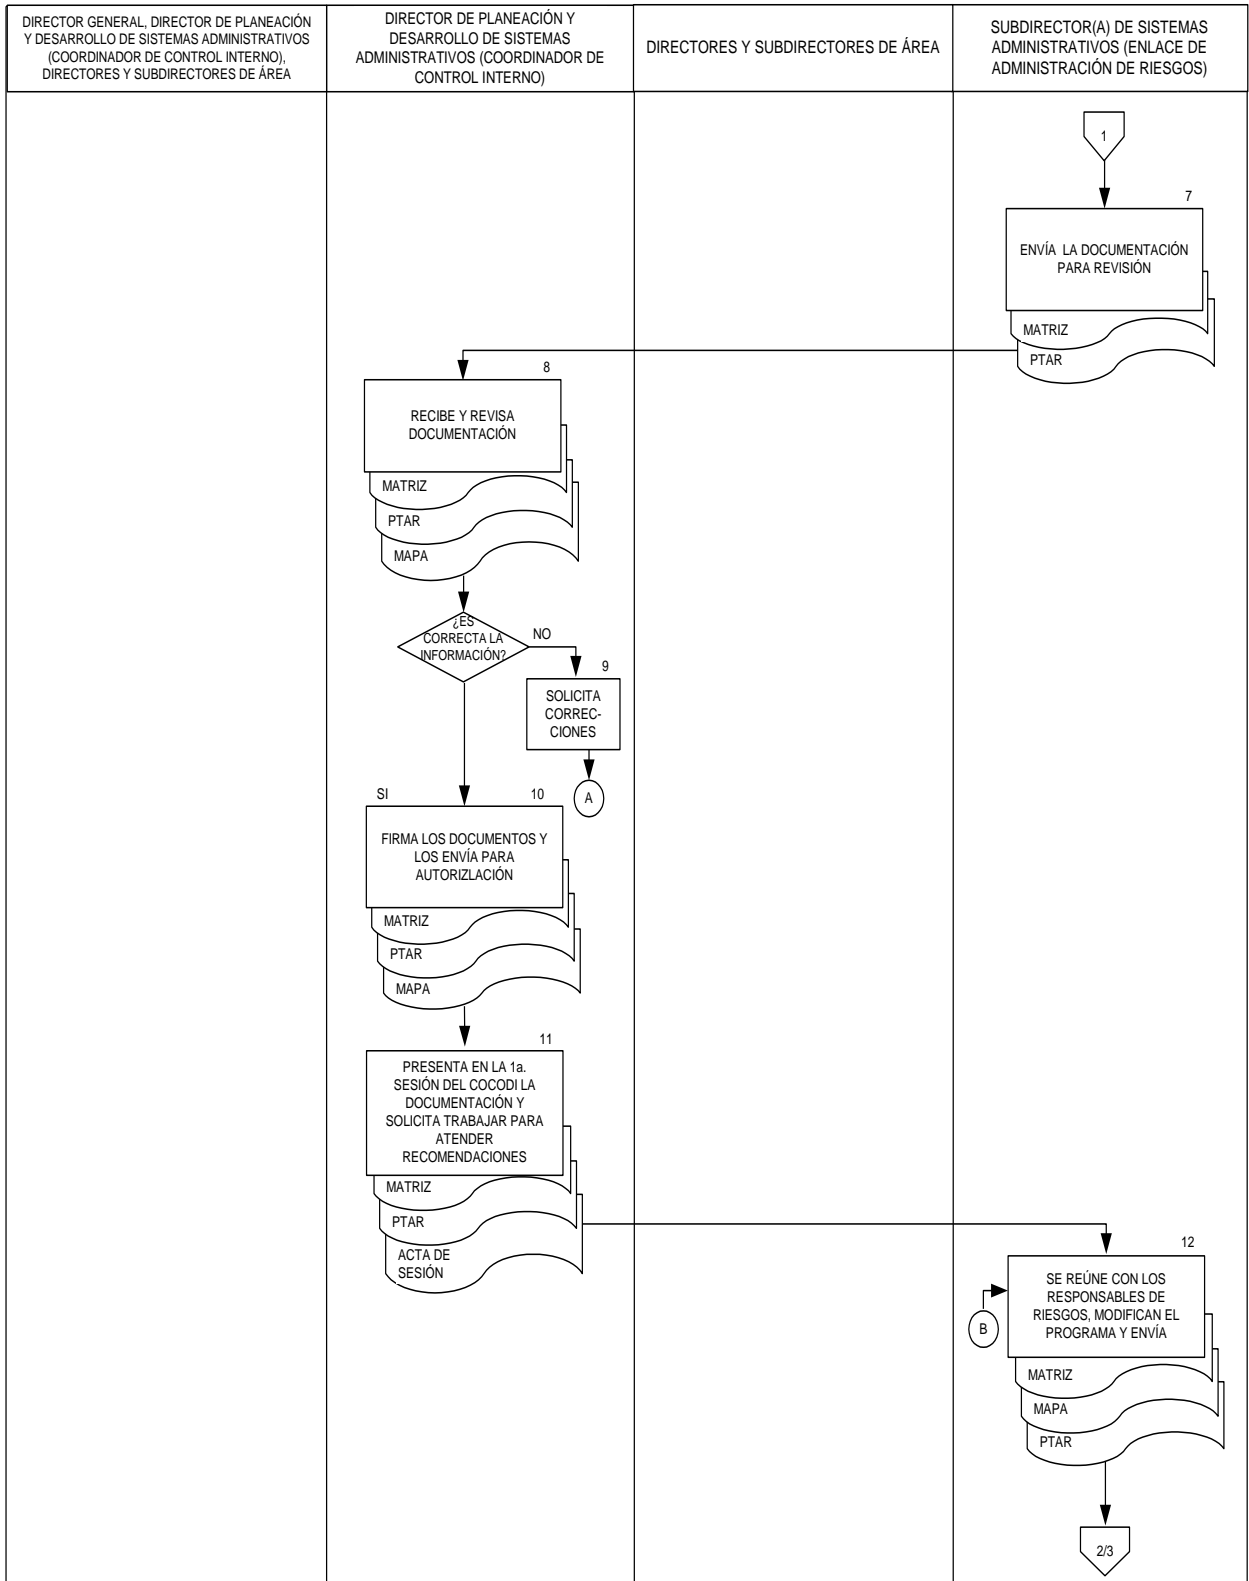 DIRECTOR GENERAL, DIRECTOR DE PLANEACIÓN
Y DESARROLLO DE SISTEMAS ADMINISTRATIVOS
(COORDINADOR DE CONTROL INTERNO),
DIRECTORES Y SUBDIRECTORES DE ÁREA
DIRECTOR DE PLANEACIÓN Y
DESARROLLO DE SISTEMAS
ADMINISTRATIVOS (COORDINADOR DE
CONTROL INTERNO)
DIRECTORES Y SUBDIRECTORES DE ÁREA
SUBDIRECTOR(A) DE SISTEMAS
ADMINISTRATIVOS (ENLACE DE
ADMINISTRACIÓN DE RIESGOS)
1
7
ENVÍA LA DOCUMENTACIÓN
PARA REVISIÓN
MATRIZ
PTAR
8
RECIBE Y REVISA
DOCUMENTACIÓN
MATRIZ
PTAR
MAPA
¿ES
CORRECTA LA
INFORMACIÓN?
NO
9
SOLICITA
CORREC-
CIONES
A
SI
10
FIRMA LOS DOCUMENTOS Y
LOS ENVÍA PARA
AUTORIZLACIÓN
MATRIZ
PTAR
MAPA
11
PRESENTA EN LA 1a.
SESIÓN DEL COCODI LA
DOCUMENTACIÓN Y
SOLICITA TRABAJAR PARA
ATENDER
RECOMENDACIONES
MATRIZ
PTAR
ACTA DE
SESIÓN
12
SE REÚNE CON LOS
RESPONSABLES DE
RIESGOS, MODIFICAN EL
PROGRAMA Y ENVÍA
B
MATRIZ
MAPA
PTAR
2/3